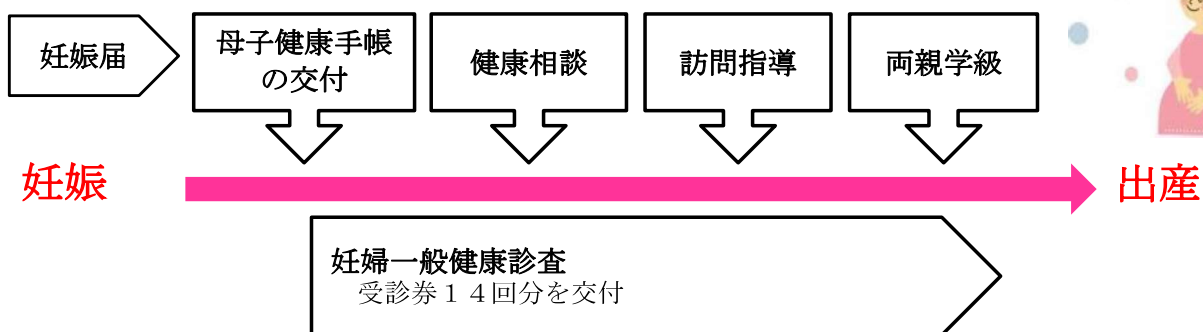 妊娠届
母子健康手帳
の交付
健康相談
訪問指導
両親学級
妊娠
出産
妊婦一般健康診査
受診券１４回分を交付